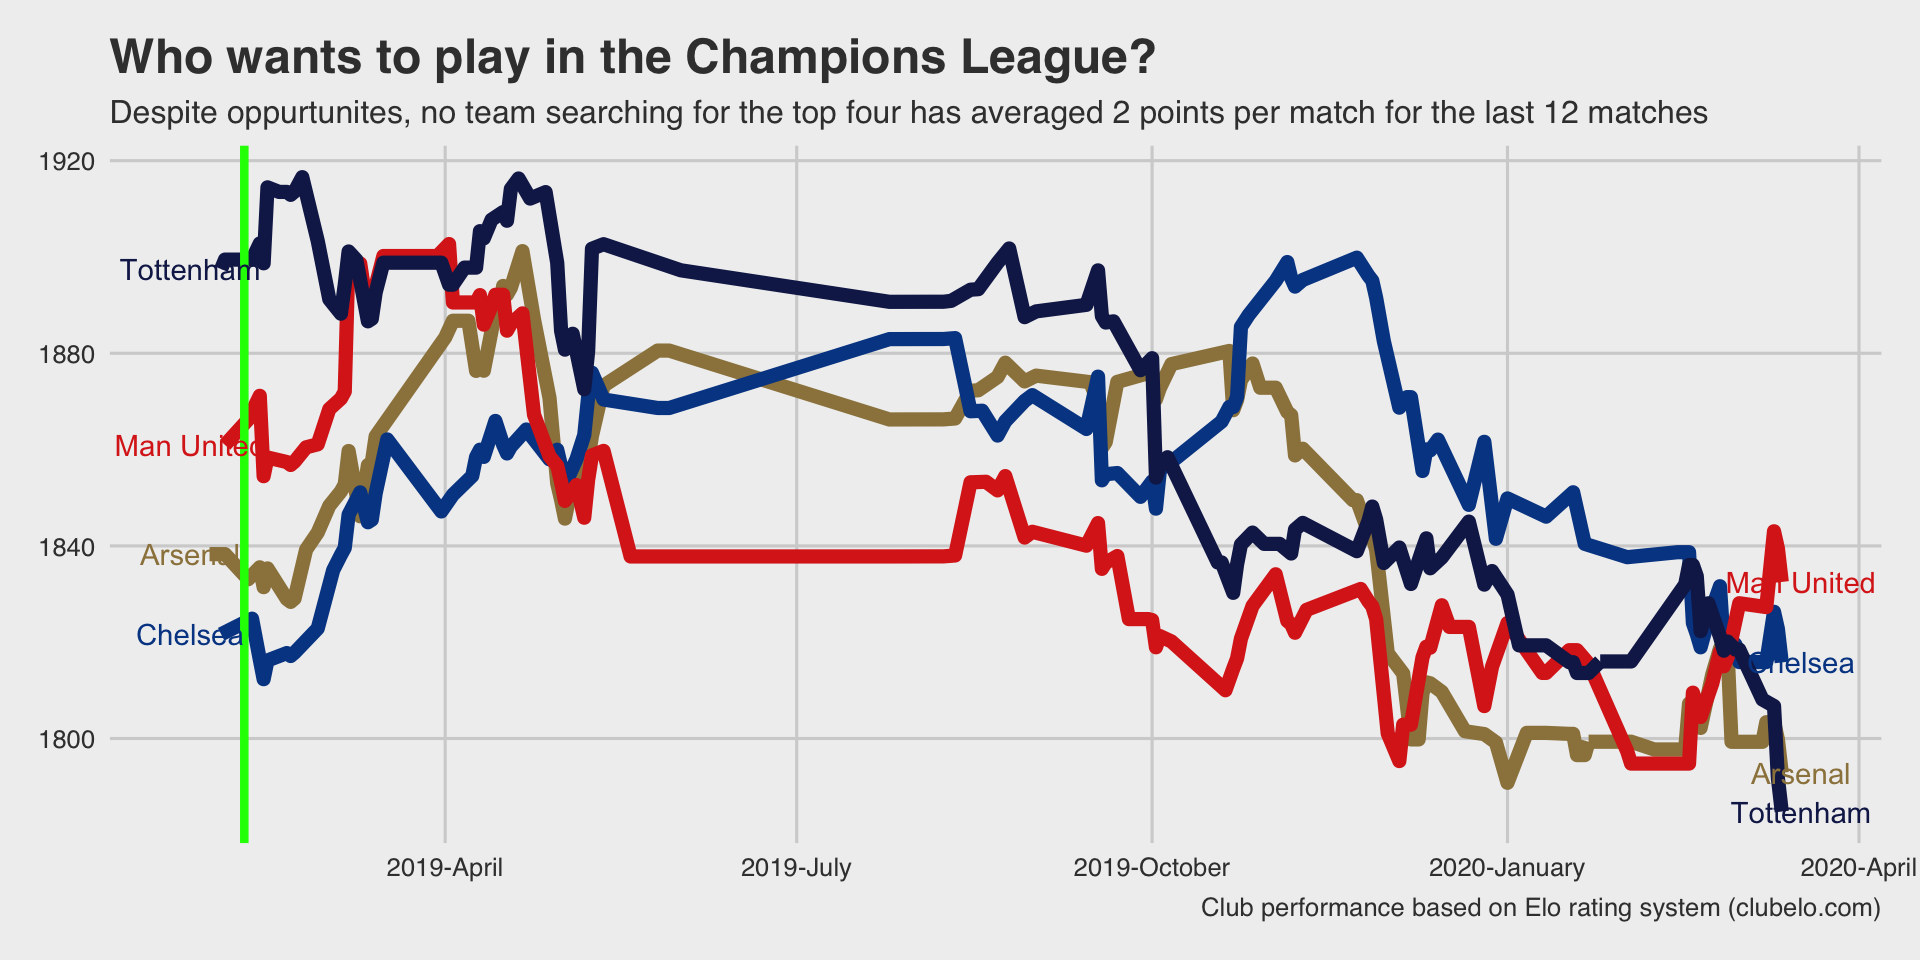 Who wants to play in the Champions League?
Despite oppurtunites, no team searching for the top four has averaged 2 points per match for the last 12 matches
1920
Tottenham
1880
Man United
1840
Arsenal
Man United
Chelsea
Chelsea
1800
Arsenal
Tottenham
2019-April 2019-July 2019-October 2020-January 2020-April
Club performance based on Elo rating system (clubelo.com)